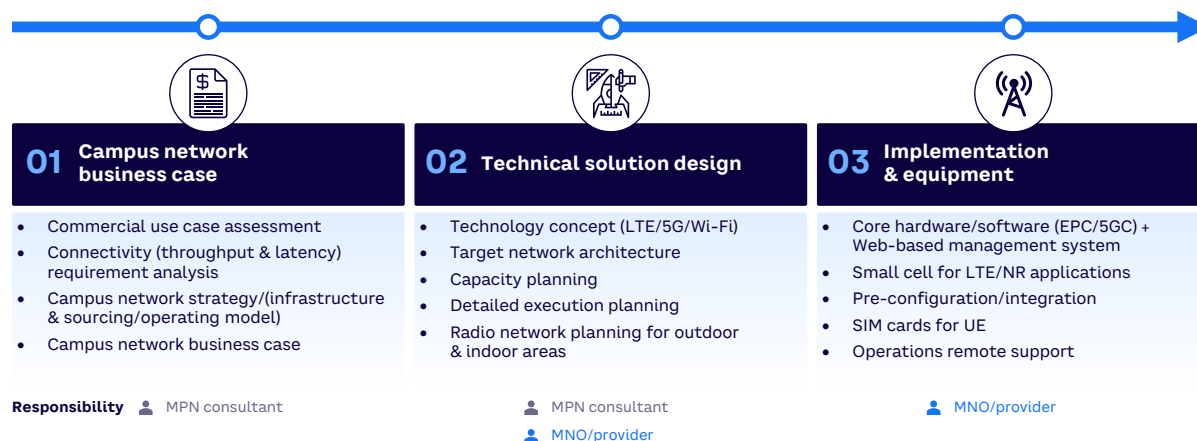 $
01 Campus network
business case
• Commercial use case assessment
• Connectivity (throughput & latency)
requirement analysis
• Campus network strategy/(infrastructure
& sourcing/operating model)
• Campus network business case
02 Technical solution design
• Technology concept (LTE/5G/Wi-Fi)
• Target network architecture
• Capacity planning
• Detailed execution planning
• Radio network planning for outdoor
& indoor areas
03 Implementation
& equipment
• Core hardware/software (EPC/5GC) +
Web-based management system
• Small cell for LTE/NR applications
• Pre-configuration/integration
• SIM cards for UE
• Operations remote support
Responsibility MPN consultant
MPN consultant
MNO/provider
MNO/provider